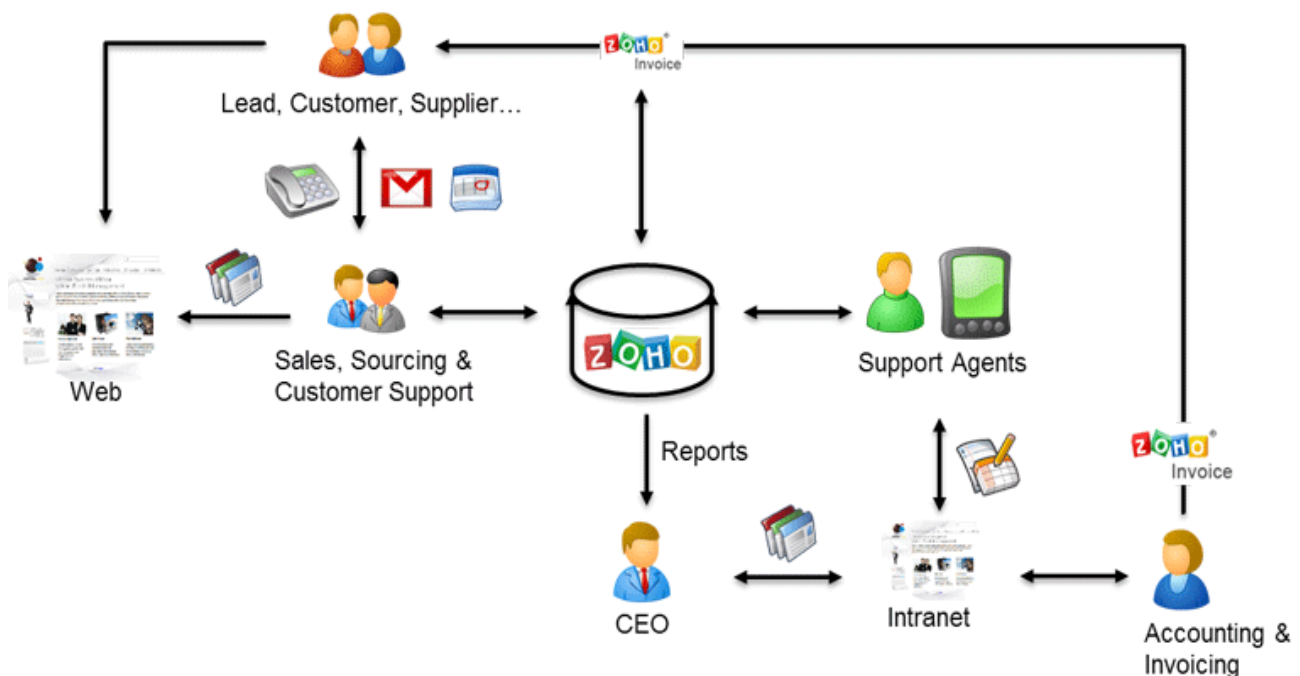 ZOHO®
Invoice
Lead, Customer, Supplier…
Web
Sales, Sourcing &
Customer Support
ZOHO
Support Agents
Reports
ZOHO®
Invoice
CEO
Intranet
Accounting &
Invoicing